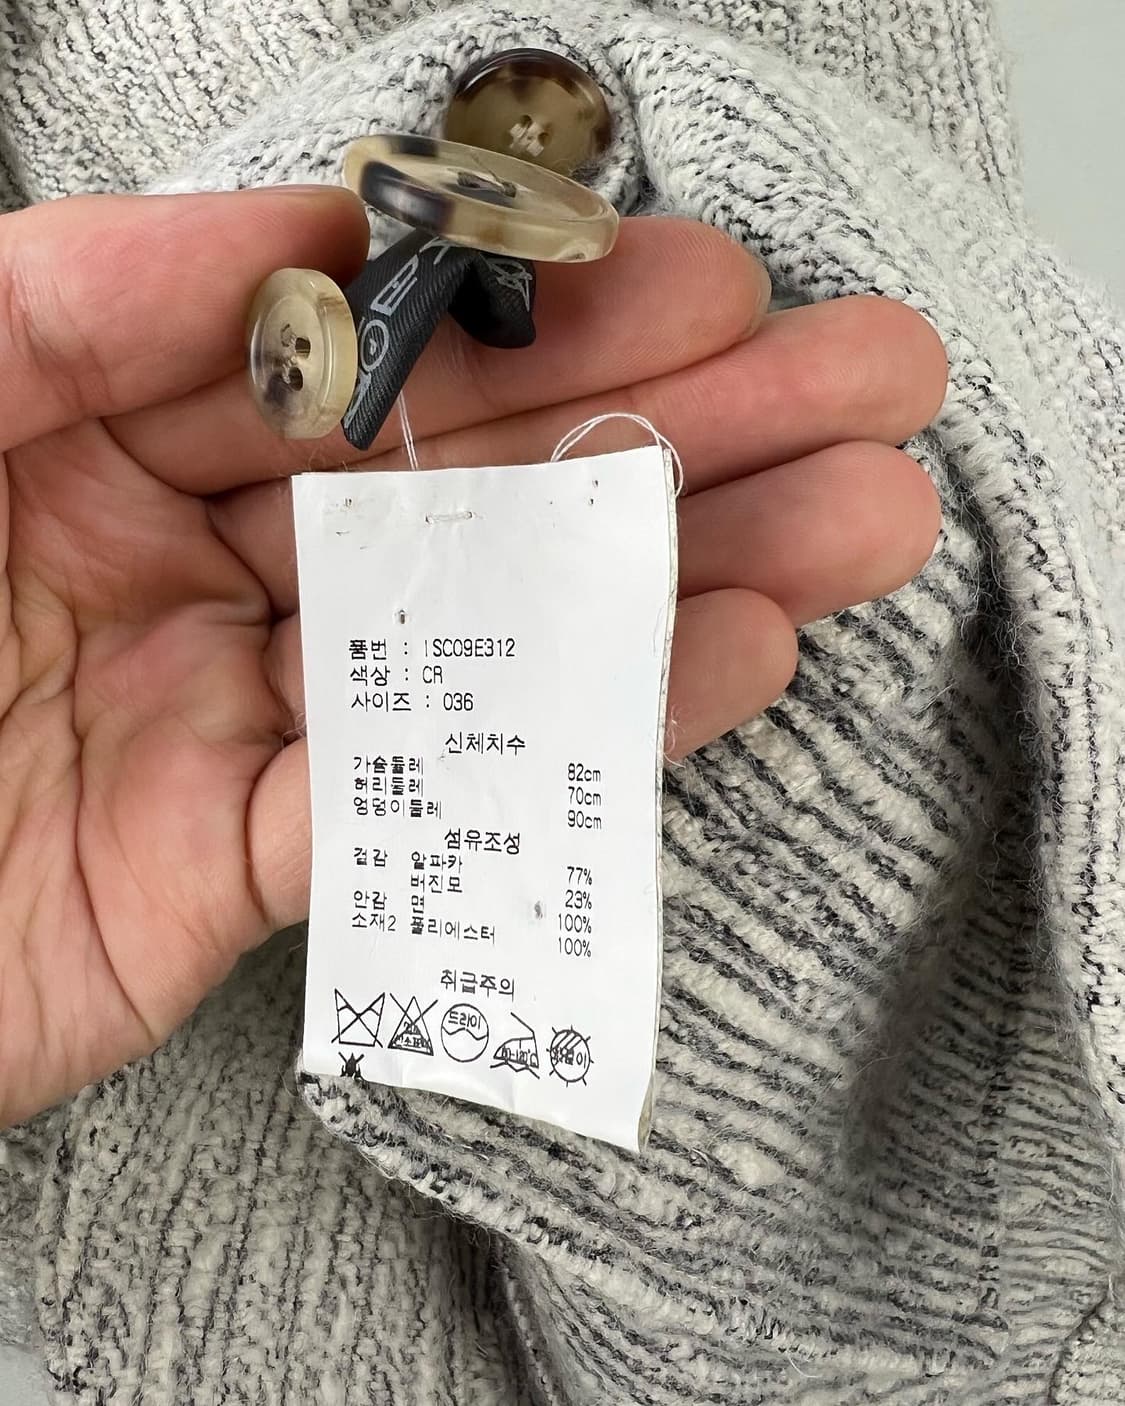 품번 : ISC09E312
색상 : CR
사이즈 : 036
신체치수
가슴둘레 82cm
허리둘레 70cm
엉덩이둘레 90cm
섬유조성
겉감 알파카 77%
버진모 23%
안감 면 100%
소재2 폴리에스터 100%
취급주의
드라이